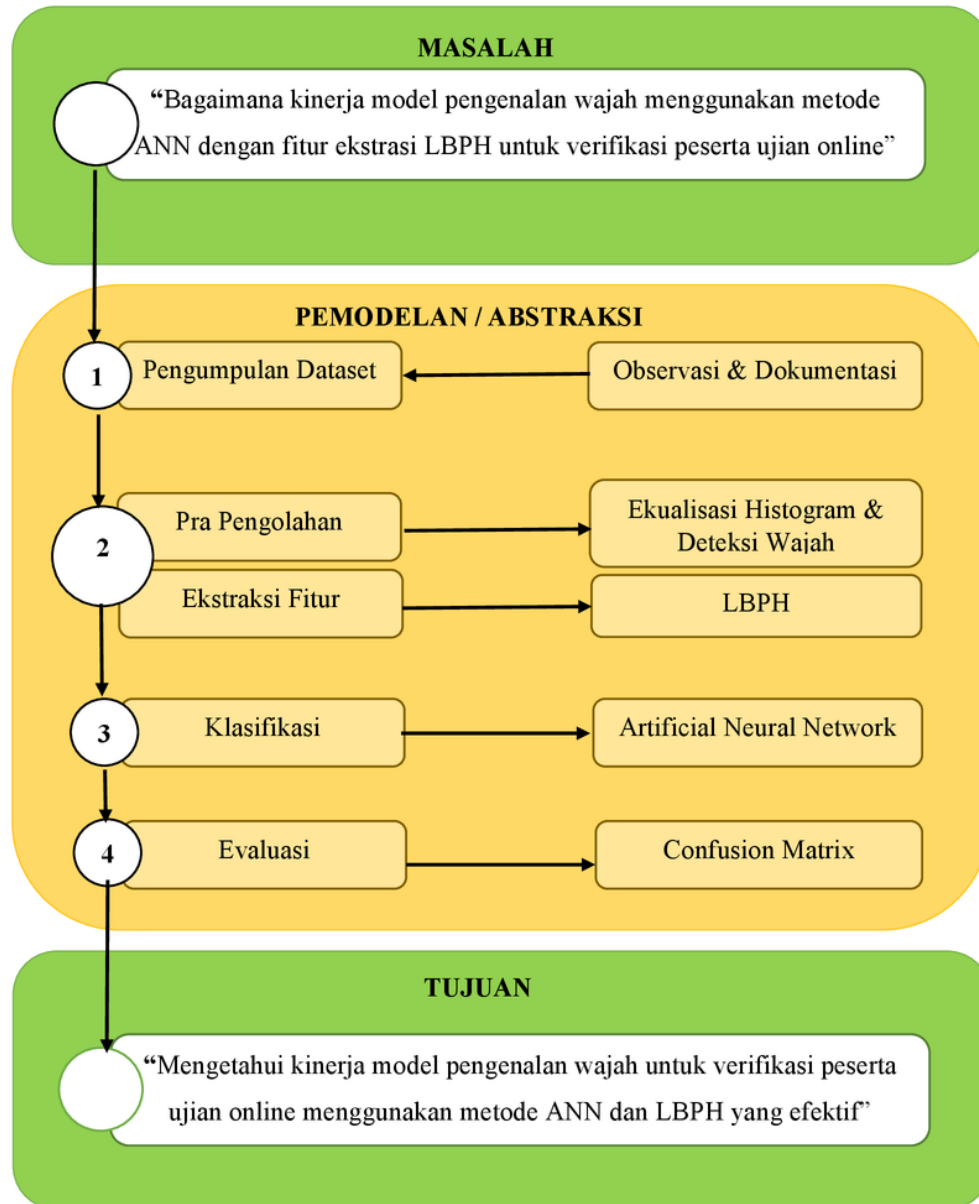 MASALAH
“Bagaimana kinerja model pengenalan wajah menggunakan metode
ANN dengan fitur ekstrasi LBPH untuk verifikasi peserta ujian online”
PEMODELAN / ABSTRAKSI
1
Pengumpulan Dataset
Observasi & Dokumentasi
2
Pra Pengolahan
Ekualisasi Histogram &
Deteksi Wajah
Ekstraksi Fitur
LBPH
3
Klasifikasi
Artificial Neural Network
4
Evaluasi
Confusion Matrix
TUJUAN
“Mengetahui kinerja model pengenalan wajah untuk verifikasi peserta
ujian online menggunakan metode ANN dan LBPH yang efektif”